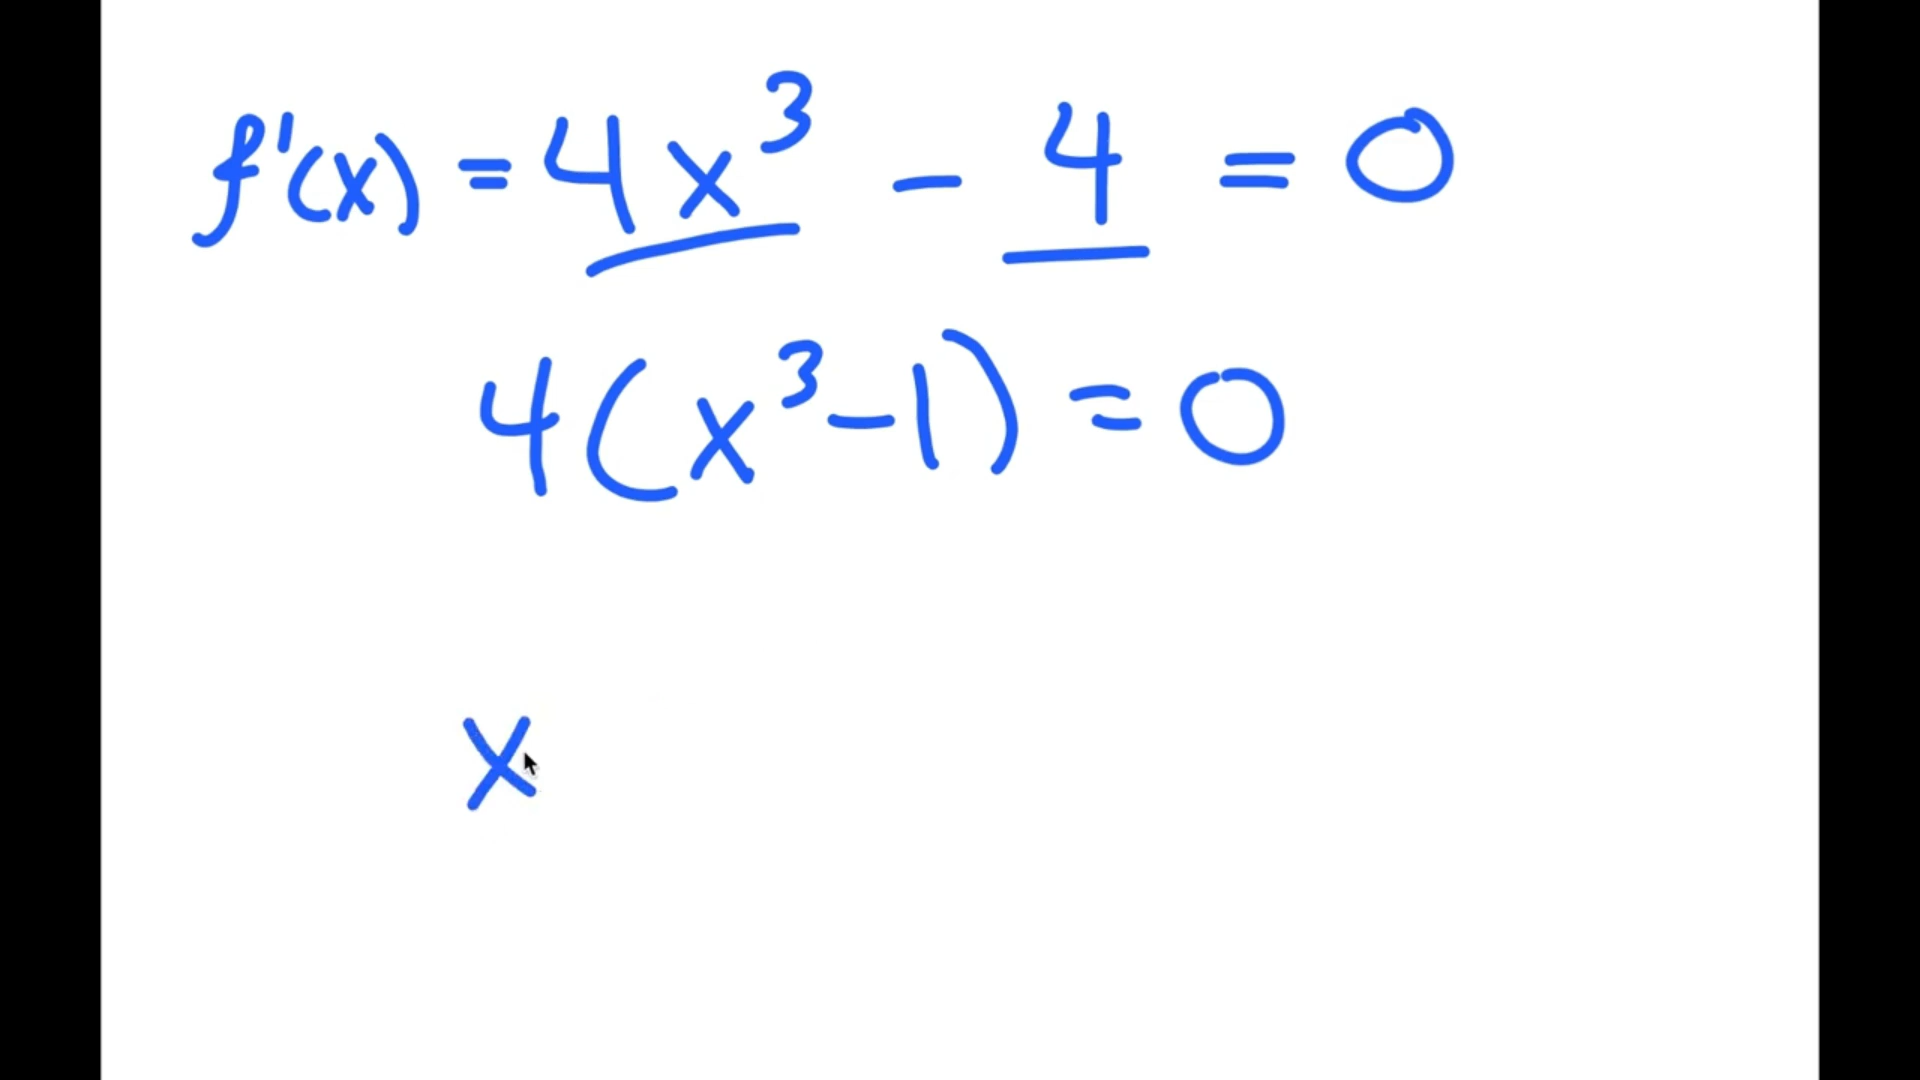 f'(x) = 4x³ - 4 = 0
4(x³-1) = 0
x